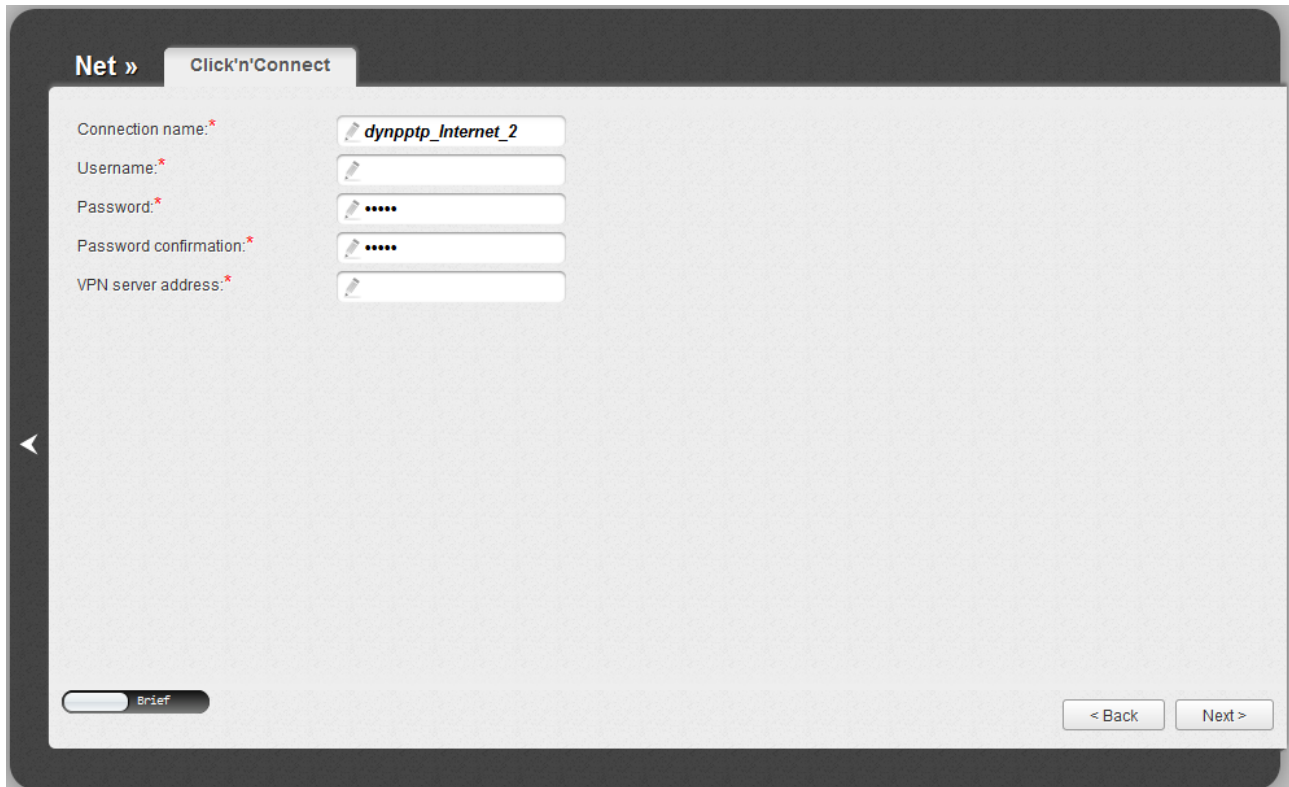 Net » Click'n'Connect
Connection name:* dynpptp_Internet_2
Username:*
Password:* •••••
Password confirmation:* •••••
VPN server address:*
Brief
< Back Next >